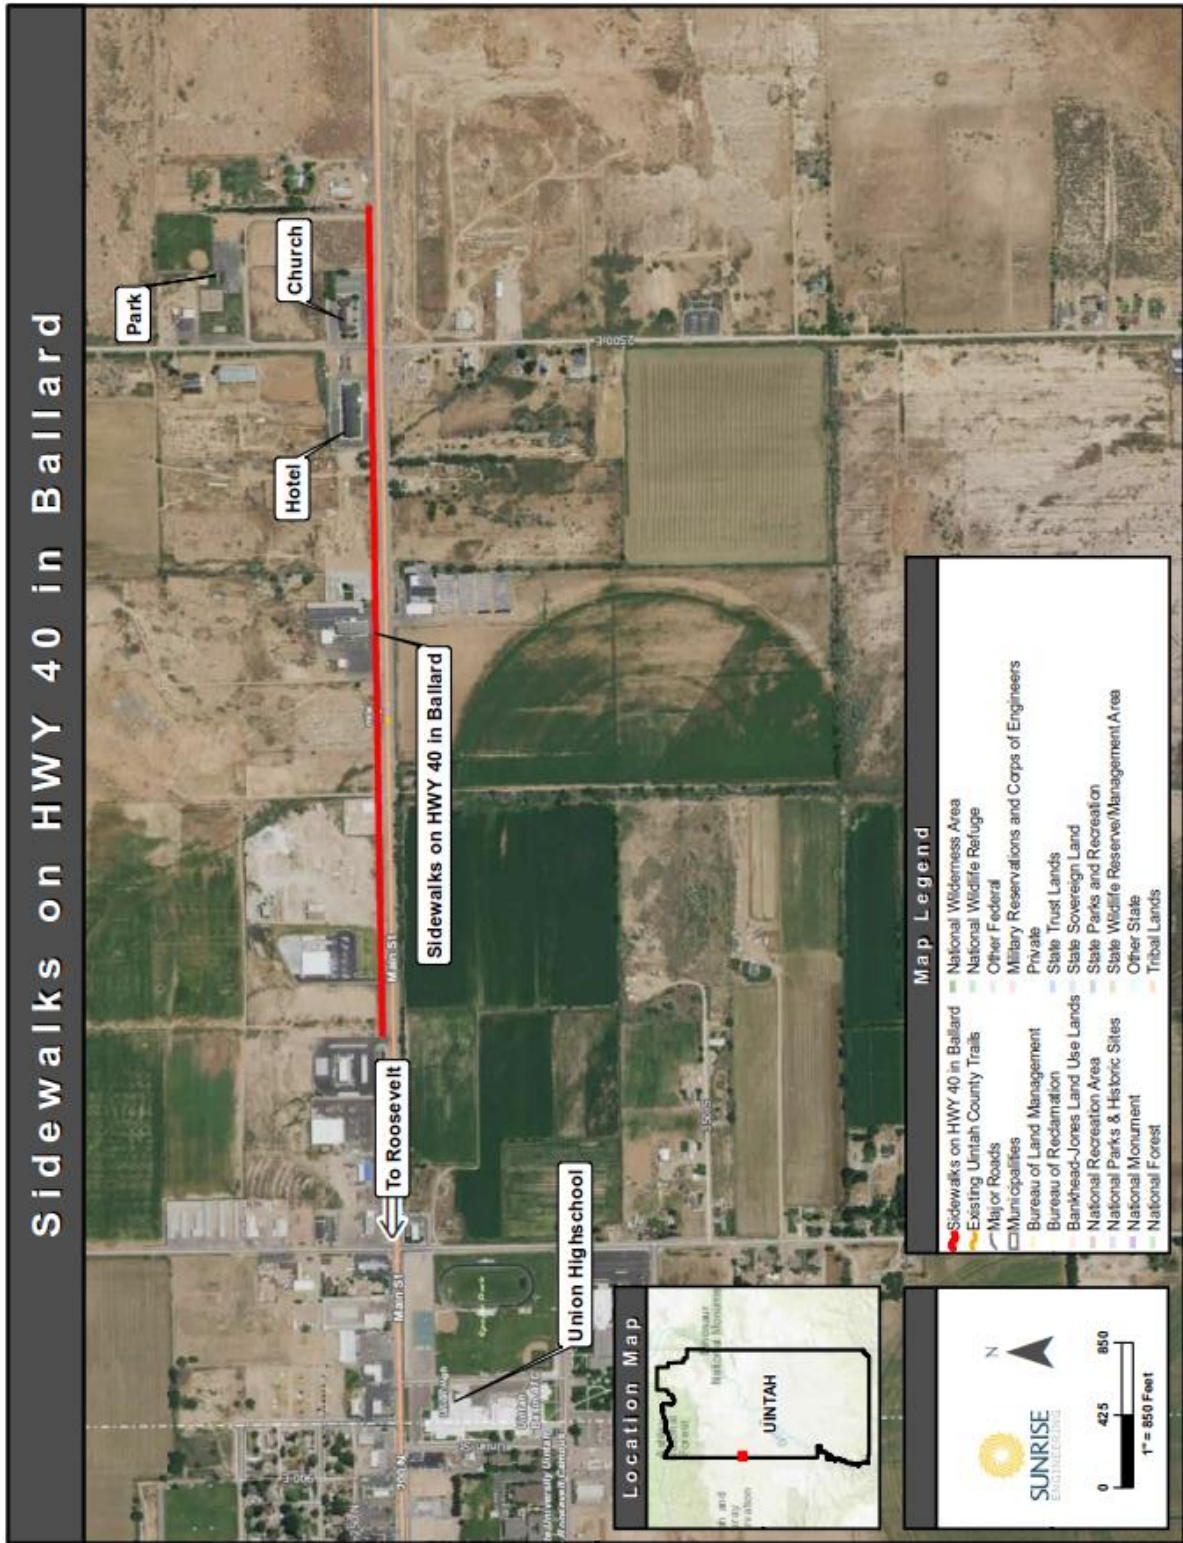 Sidewalks on HWY 40 in Ballard
Park
Church
Hotel
2500 E
Sidewalks on HWY 40 in Ballard
Main St
To Roosevelt
Main St
200 N
Union Highschool
Union High
Uintah
350 S
Location Map
UINTAH
SUNRISE
ENGINEERING
N
0 425 850
1" = 850 Feet
Map Legend
Sidewalks on HWY 40 in Ballard
Existing Uintah County Trails
Major Roads
Municipalities
Bureau of Land Management
Bureau of Reclamation
Bankhead-Jones Land Use Lands
National Recreation Area
National Parks & Historic Sites
National Monument
National Forest
National Wilderness Area
National Wildlife Refuge
Other Federal
Military Reservations and Corps of Engineers
Private
State Trust Lands
State Sovereign Land
State Parks and Recreation
State Wildlife Reserve/Management Area
Other State
Tribal Lands